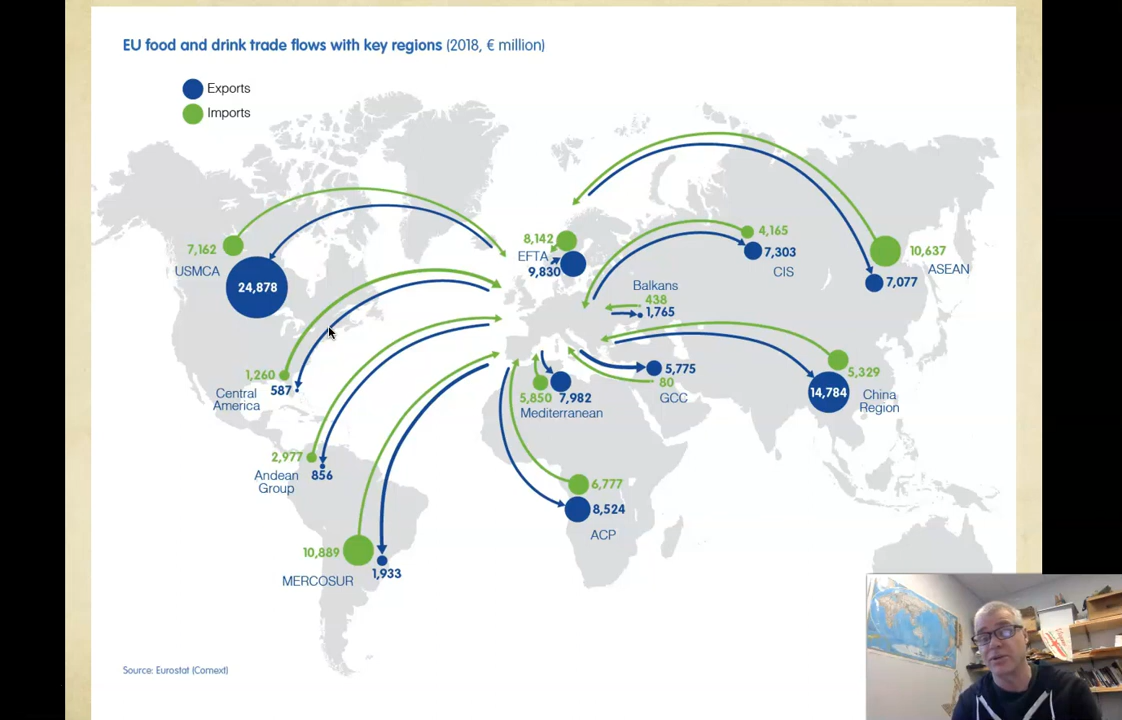 EU food and drink trade flows with key regions (2018, € million)
Exports
Imports
7,162
USMCA
24,878
8,142
EFTA
9,830
4,165
7,303
CIS
10,637
ASEAN
7,077
Balkans
438
1,765
1,260
587
Central
America
5,850
7,982
Mediterranean
5,775
80
GCC
5,329
14,784
China
Region
2,977
Andean
Group
856
6,777
8,524
ACP
10,889
MERCOSUR
1,933
Source: Eurostat (Comext)